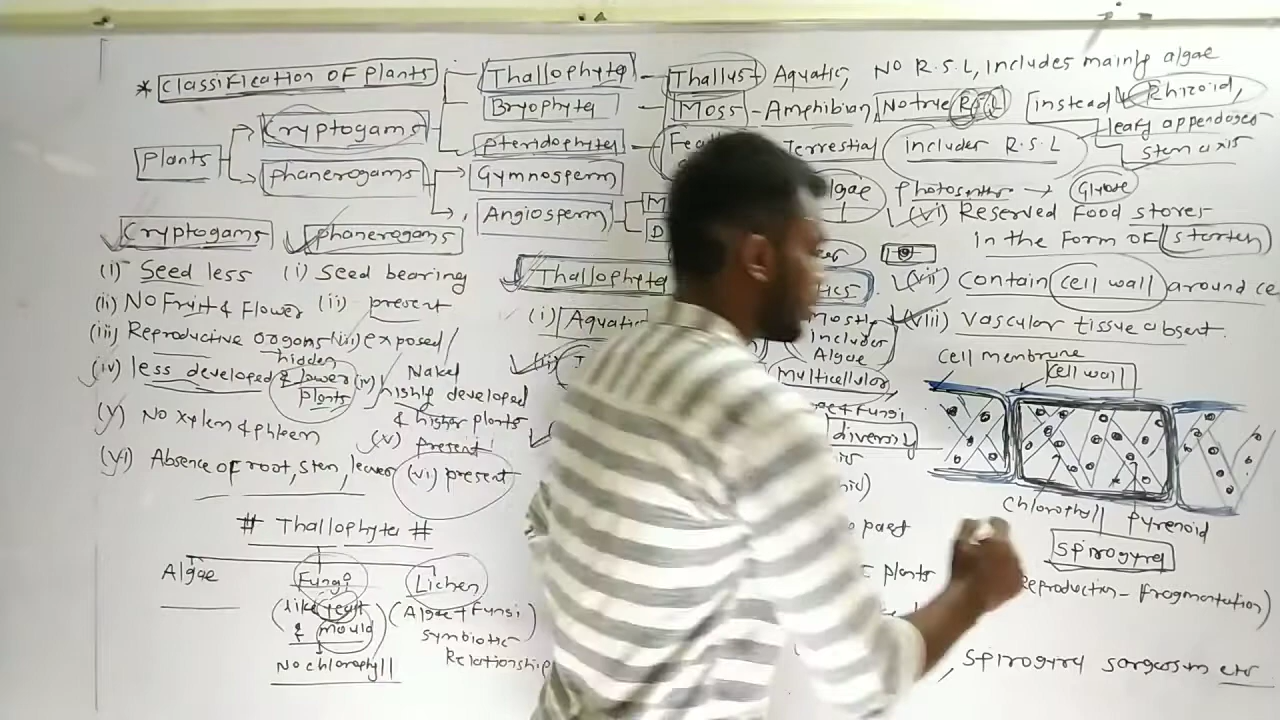 * Classification of Plants
Plants
Cryptogams
phanerogams
Thallophyta
Bryophyta
pteridophyta
Gymnosperm
Angiosperm
M
D
Thallus - Aquatic, NO R.S.L, includes mainly algae
Moss - Amphibian, No true R.S.L instead Rhizoid,
leafy appendages
stem axis
Terrestial includes R.S.L
Cryptogams
(i) Seed less
(ii) NO Fruit & Flower
(iii) Reproductive organs
hidden
(iv) less developed & lower
plants
(v) No xylem & phloem
(vi) Absence of root, stem, leaves
phanerogams
(i) Seed bearing
(ii) present
(iii) exposed /
Naked
(iv) highly developed
& higher plants
(v) present
(vi) present
# Thallophyta #
Algae
Fungi
(like yeast
& mould)
No chlorophyll
Lichen
(Algae + Fungi)
symbiotic
Relationship
Thallophyta
(i) Aquatic
(ii)
Mostly
includer
Algae
Multicellular
diversity
part
plants
photosynthe → Glucose
(vi) Reserved Food stores
in the form of (starch)
(vii) Contain cell wall around ce
(viii) Vascular tissue absent.
Cell membrane
Cell wall
Chlorophyll pyrenoid
Spirogyra
Reproduction - fragmentation)
, Spirogyra sargassm etc